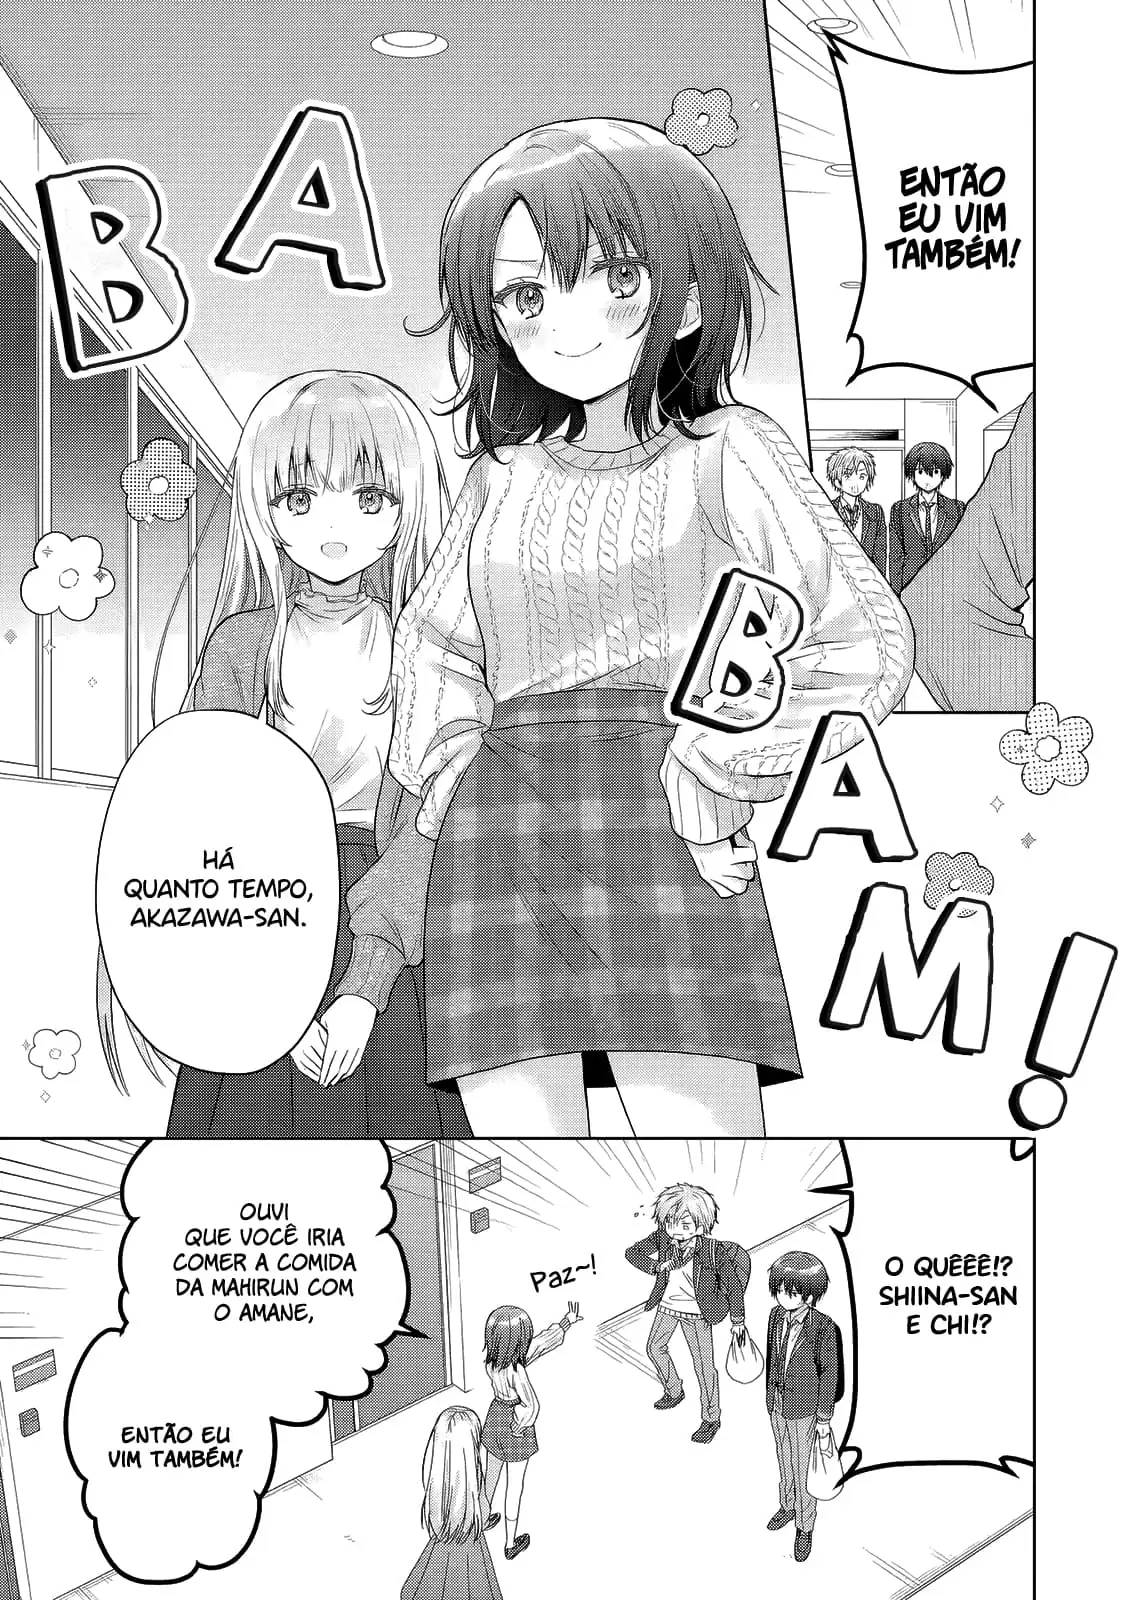 ENTÃO
EU VIM
TAMBÉM!
BA
BAM!
HÁ
QUANTO TEMPO,
AKAZAWA-SAN.
O QUÊÊÊ!?
SHIINA-SAN
E CHI!?
Paz~!
OUVI
QUE VOCÊ IRIA
COMER A COMIDA
DA MAHIRUN COM
O AMANE,
ENTÃO EU
VIM TAMBÉM!